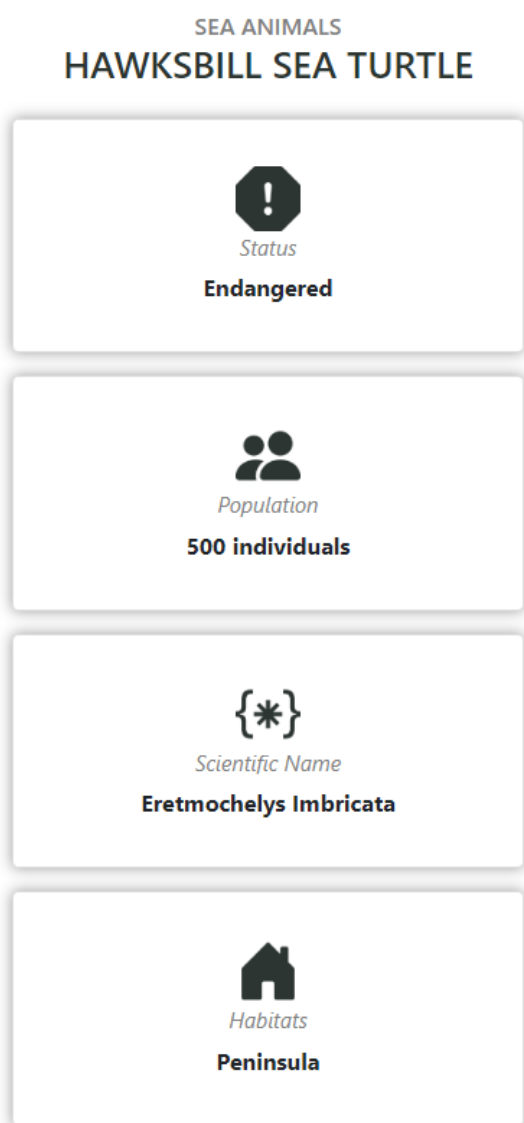 SEA ANIMALS
HAWKSBILL SEA TURTLE
Status
Endangered
Population
500 individuals
Scientific Name
Eretmochelys Imbricata
Habitats
Peninsula